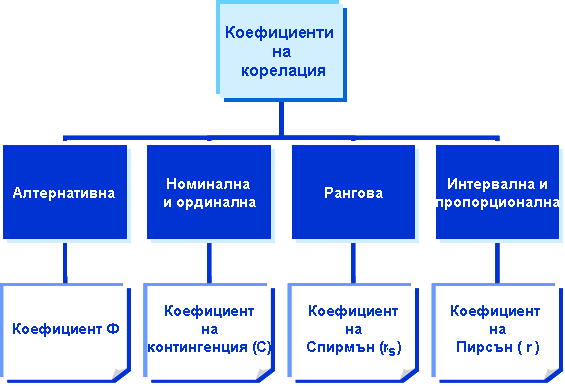 Коефициенти
на
корелация
Алтернативна
Номинална
и ординална
Рангова
Интервална и
пропорционална
Коефициент Ф
Коефициент
на
контингенция (С)
Коефициент
на
Спирмън (rs)
Коефициент
на
Пирсън ( r )